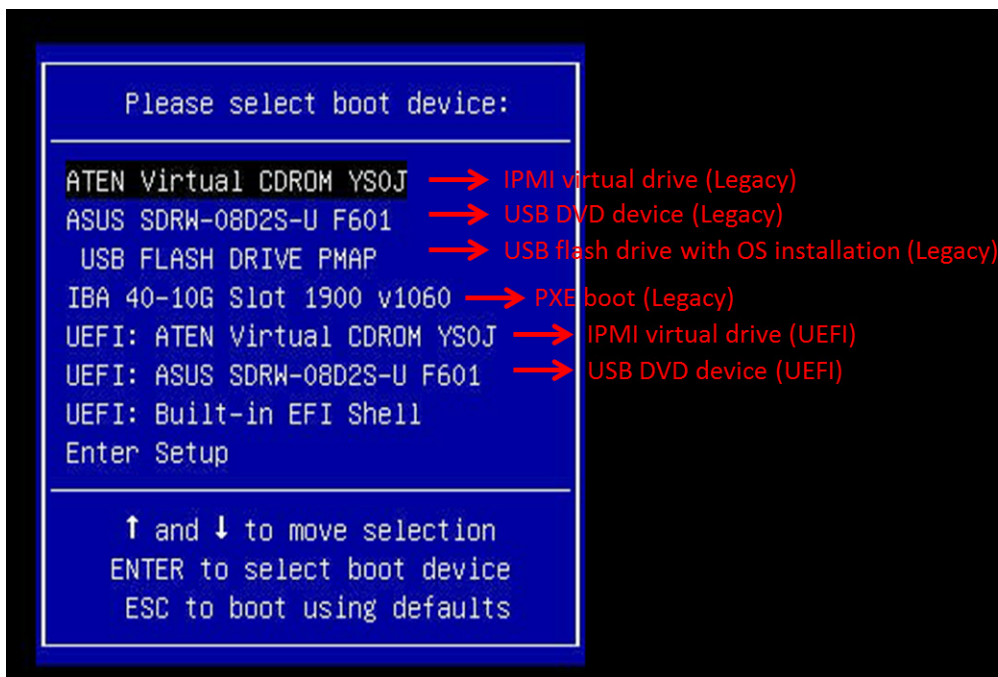 Please select boot device:
ATEN Virtual CDROM YS0J → IPMI virtual drive (Legacy)
ASUS SDRW-08D2S-U F601 → USB DVD device (Legacy)
USB FLASH DRIVE PMAP → USB flash drive with OS installation (Legacy)
IBA 40-10G Slot 1900 v1060 → PXE boot (Legacy)
UEFI: ATEN Virtual CDROM YS0J → IPMI virtual drive (UEFI)
UEFI: ASUS SDRW-08D2S-U F601 → USB DVD device (UEFI)
UEFI: Built-in EFI Shell
Enter Setup
↑ and ↓ to move selection
ENTER to select boot device
ESC to boot using defaults